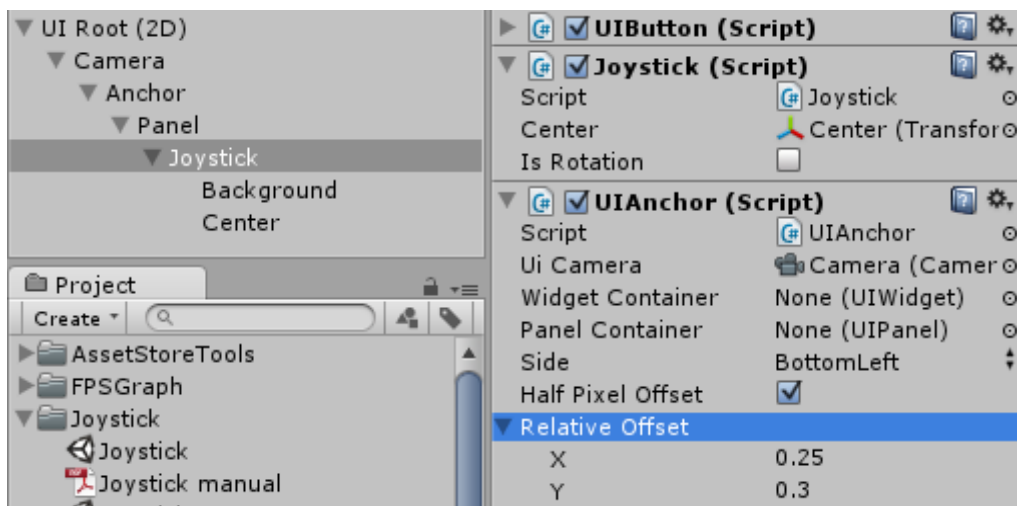 UI Root (2D)
Camera
Anchor
Panel
Joystick
Background
Center
Project
Create
AssetStoreTools
FPSGraph
Joystick
Joystick
Joystick manual
UIButton (Script)
Joystick (Script)
Script Joystick
Center Center (Transfor
Is Rotation
UIAnchor (Script)
Script UIAnchor
Ui Camera Camera (Camer
Widget Container None (UIWidget)
Panel Container None (UIPanel)
Side BottomLeft
Half Pixel Offset
Relative Offset
X 0.25
Y 0.3